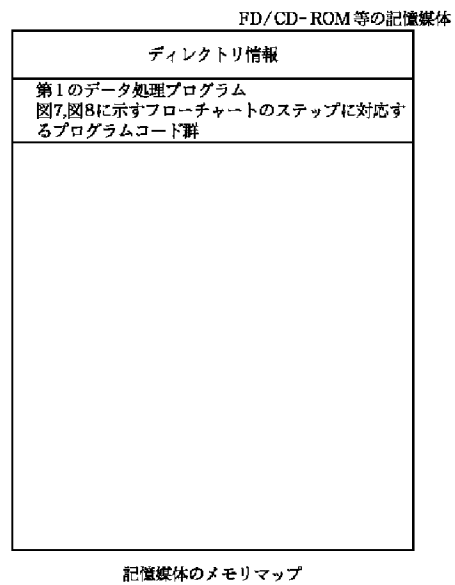 FD/CD-ROM等の記憶媒体
ディレクトリ情報
第1のデータ処理プログラム
図7,図8に示すフローチャートのステップに対応す
るプログラムコード群
記憶媒体のメモリマップ